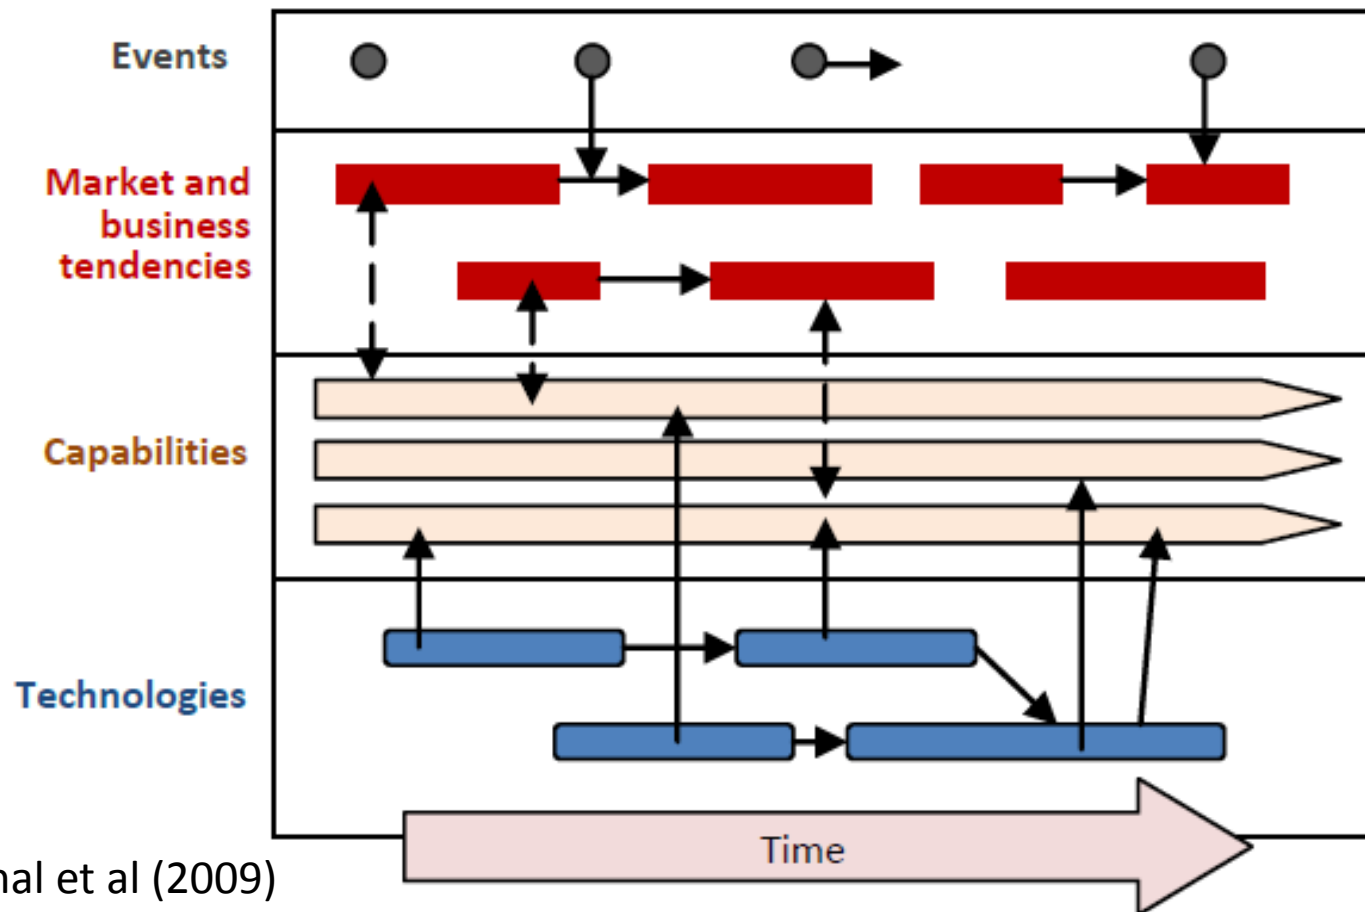 Events
Market and
business
tendencies
Capabilities
Technologies
Time
nal et al (2009)